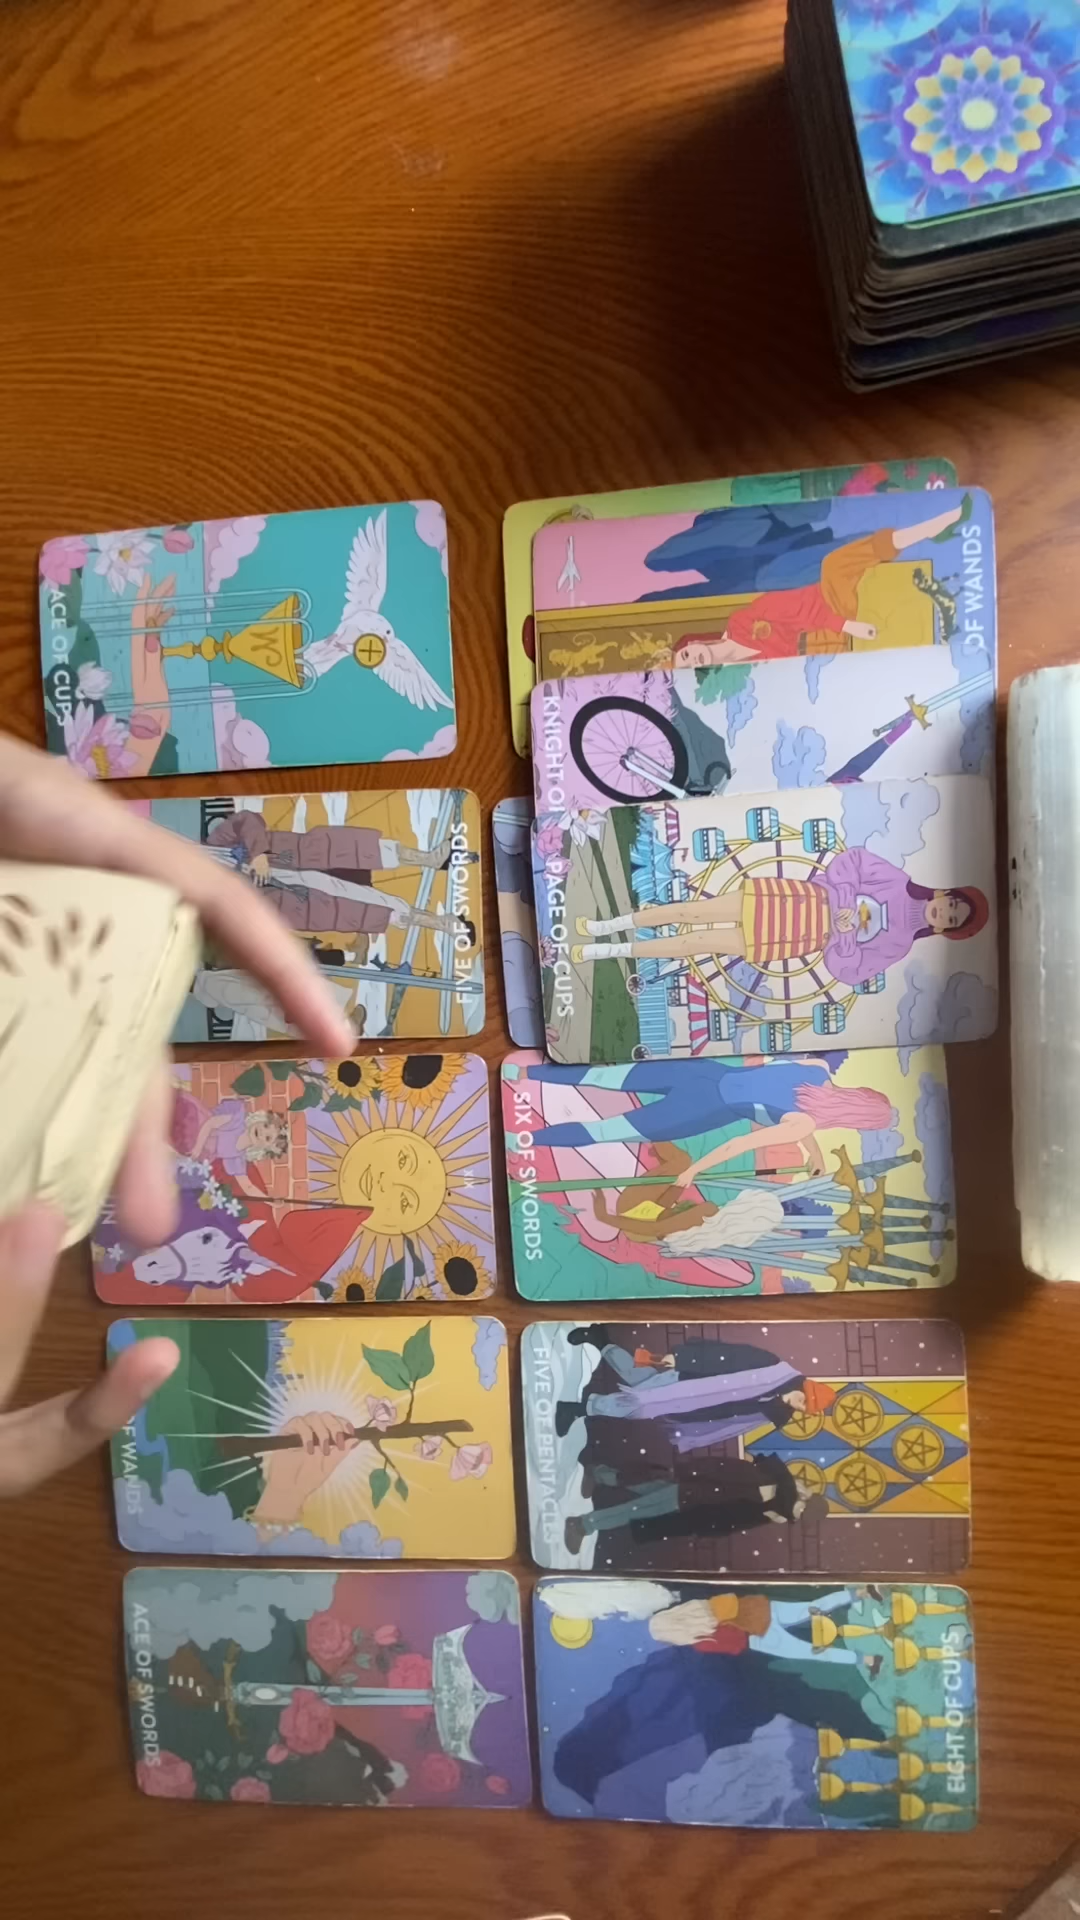 ACE OF CUPS
OF WANDS
KNIGHT O
PAGE OF CUPS
FIVE OF SWORDS
XIX
SIX OF SWORDS
OF WANDS
FIVE OF PENTACLES
ACE OF SWORDS
EIGHT OF CUPS